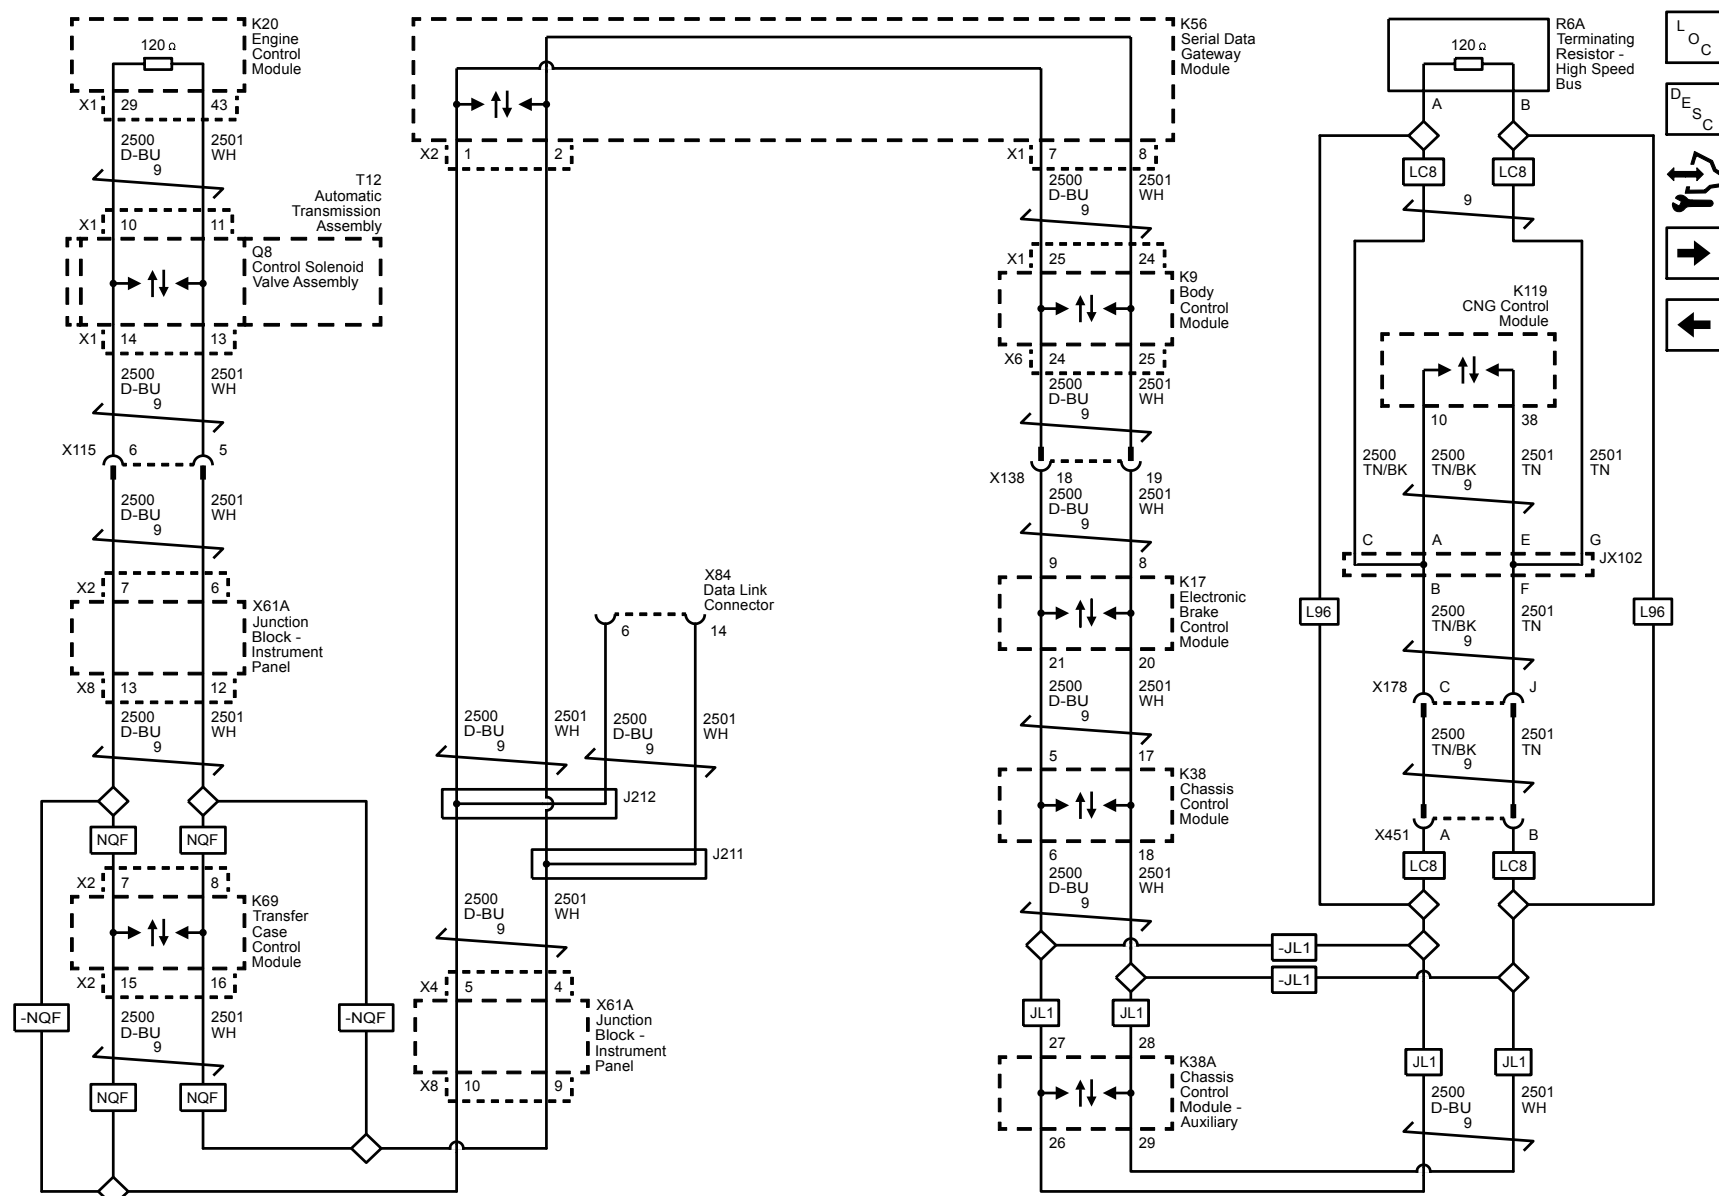 K20
Engine
Control
Module
120 Ω
X1 29 43
2500
D-BU
2501
WH
9
T12
Automatic
Transmission
Assembly
X1 10 11
Q8
Control Solenoid
Valve Assembly
X1 14 13
2500
D-BU
2501
WH
9
X115 6 5
2500
D-BU
2501
WH
9
X2 7 6
X61A
Junction
Block -
Instrument
Panel
X8 13 12
2500
D-BU
2501
WH
9
NQF NQF
X2 7 8
K69
Transfer
Case
Control
Module
X2 15 16
-NQF -NQF
2500
D-BU
2501
WH
9
NQF NQF
K56
Serial Data
Gateway
Module
X2 1 2
X1 7 8
X84
Data Link
Connector
6 14
2500
D-BU
2501
WH
9
2500
D-BU
2501
WH
9
J212
J211
2500
D-BU
2501
WH
9
X4 5 4
X61A
Junction
Block -
Instrument
Panel
X8 10 9
2500
D-BU
2501
WH
9
X1 25 24
K9
Body
Control
Module
X6 24 25
2500
D-BU
2501
WH
9
X138 18 19
2500
D-BU
2501
WH
9
9 8
K17
Electronic
Brake
Control
Module
21 20
2500
D-BU
2501
WH
9
5 17
K38
Chassis
Control
Module
6 18
2500
D-BU
2501
WH
9
-JL1
-JL1
JL1 JL1
27 28
K38A
Chassis
Control
Module -
Auxiliary
26 29
R6A
Terminating
Resistor -
High Speed
Bus
120 Ω
A B
LC8 LC8
9
K119
CNG Control
Module
10 38
2500
TN/BK
2500
TN/BK
2501
TN
2501
TN
9
C A E G
JX102
B F
L96 L96
2500
TN/BK
2501
TN
9
X178 C J
2500
TN/BK
2501
TN
9
X451 A B
LC8 LC8
JL1 JL1
2500
D-BU
2501
WH
9
LOC
DESC